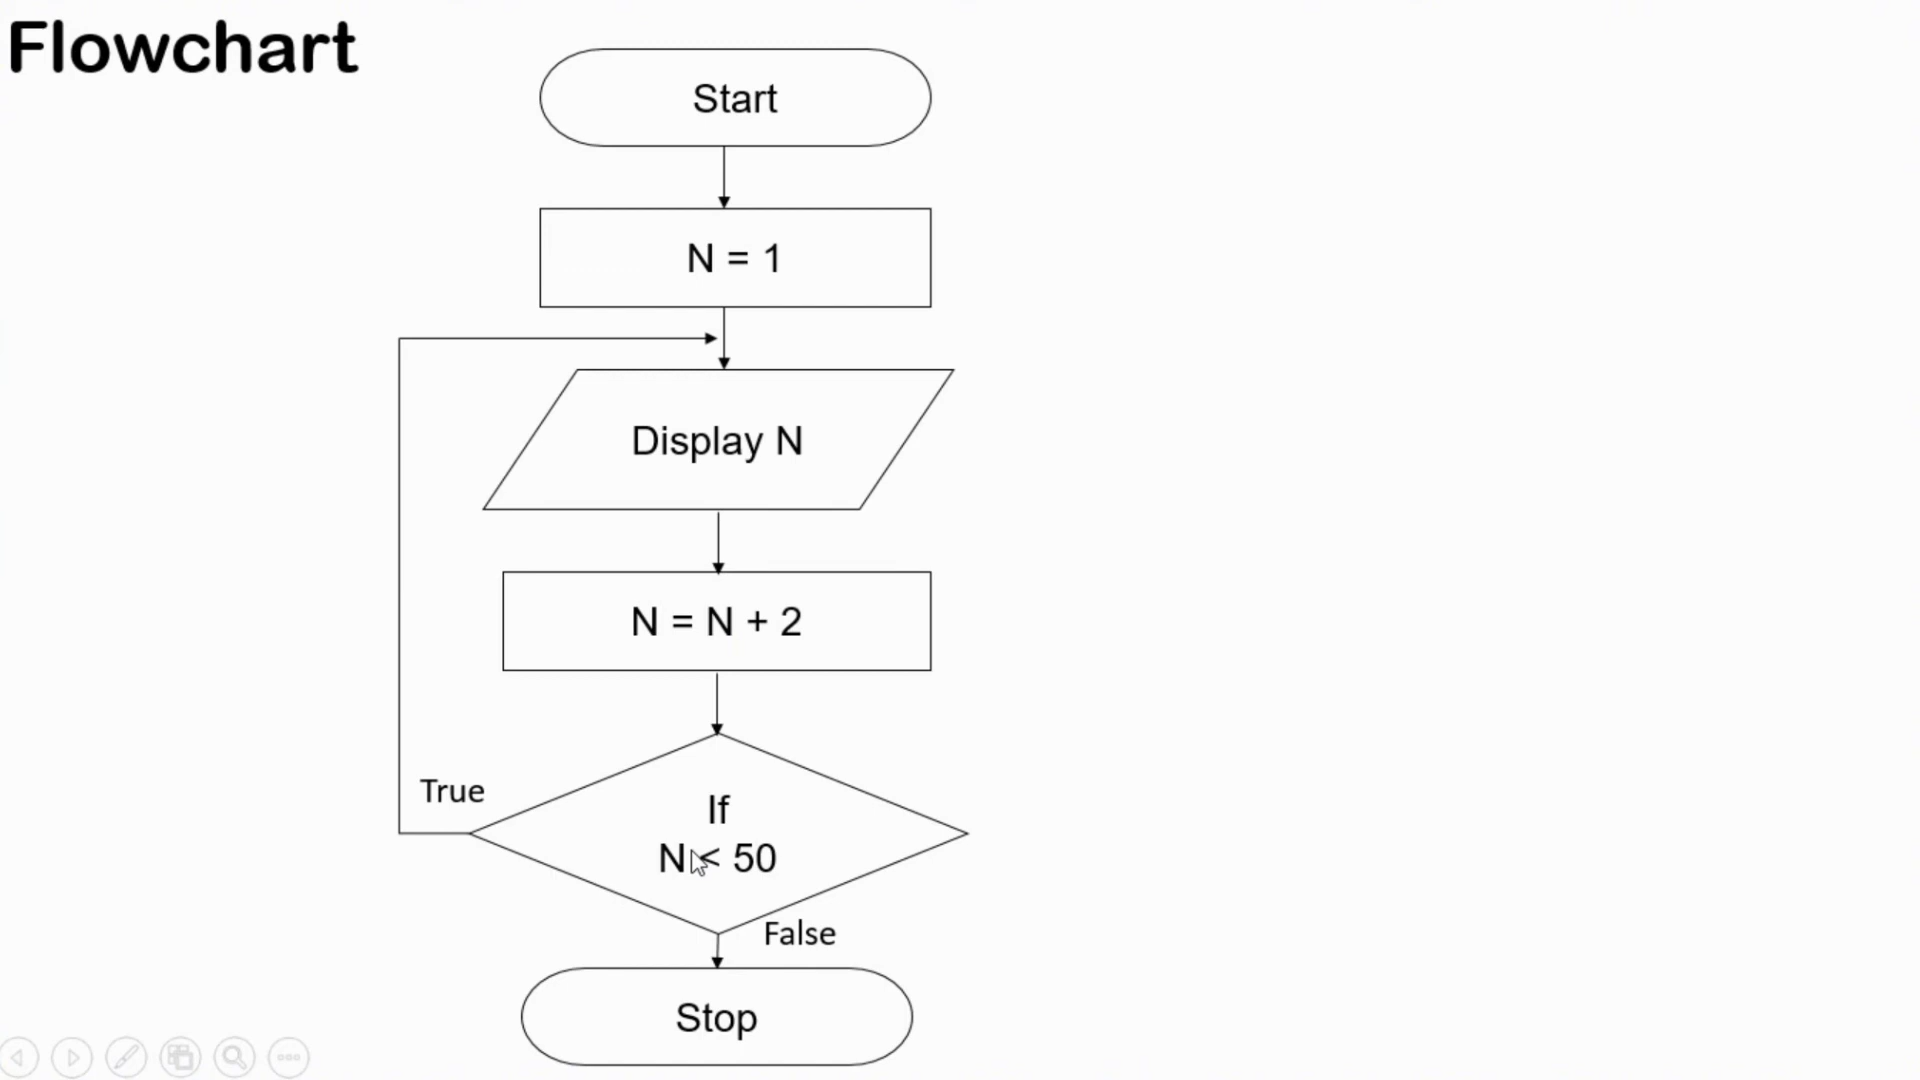 Flowchart
Start
N = 1
Display N
N = N + 2
True
If
N < 50
False
Stop